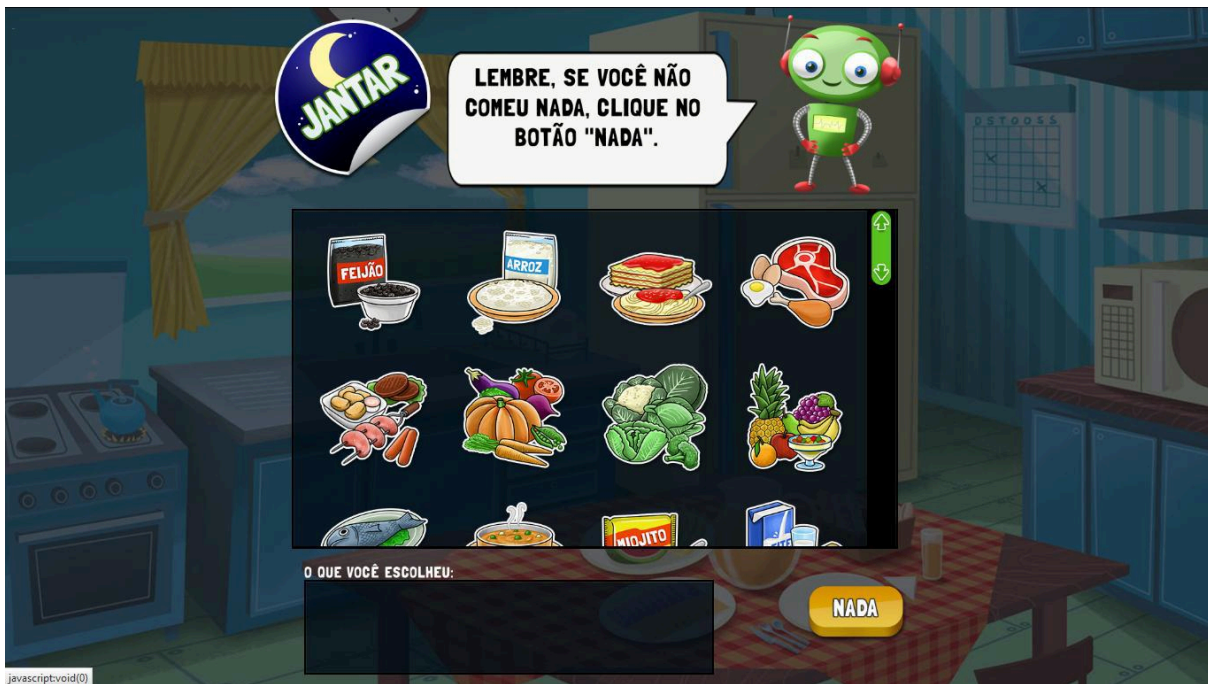 JANTAR
LEMBRE, SE VOCÊ NÃO
COMEU NADA, CLIQUE NO
BOTÃO "NADA".
D S T Q Q S S
FEIJÃO
ARROZ
MIOJITO
O QUE VOCÊ ESCOLHEU:
NADA
javascript:void(0)